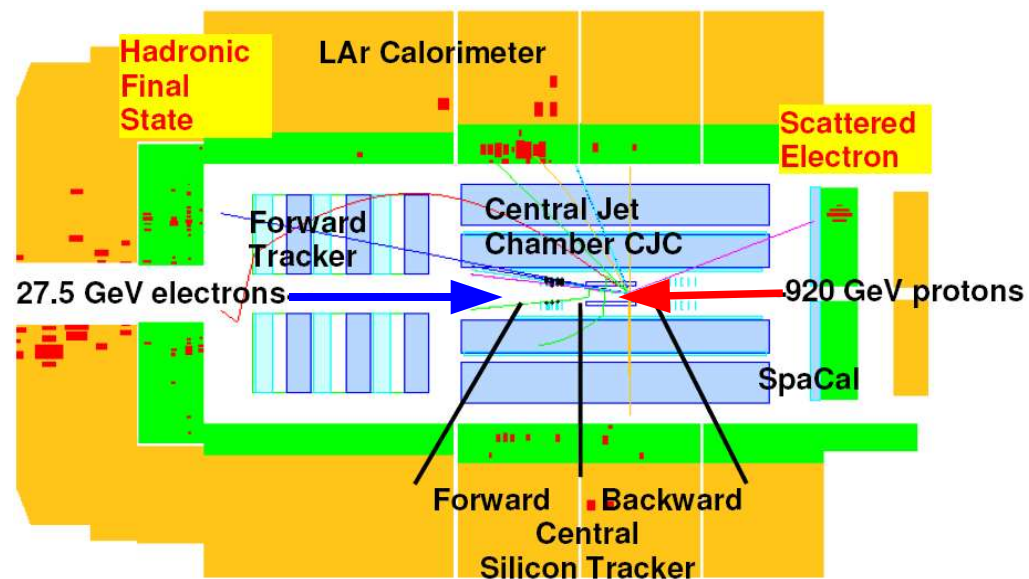 Hadronic
Final
State
LAr Calorimeter
Scattered
Electron
Forward
Tracker
Central Jet
Chamber CJC
27.5 GeV electrons
920 GeV protons
SpaCal
Forward
Backward
Central
Silicon Tracker